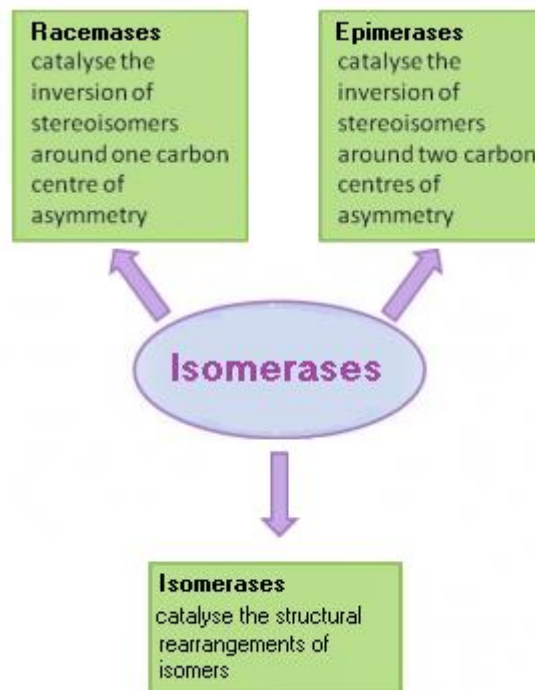 Racemases
catalyse the
inversion of
stereoisomers
around one carbon
centre of
asymmetry
Epimerases
catalyse the
inversion of
stereoisomers
around two carbon
centres of
asymmetry
Isomerases
Isomerases
catalyse the structural
rearrangements of
isomers